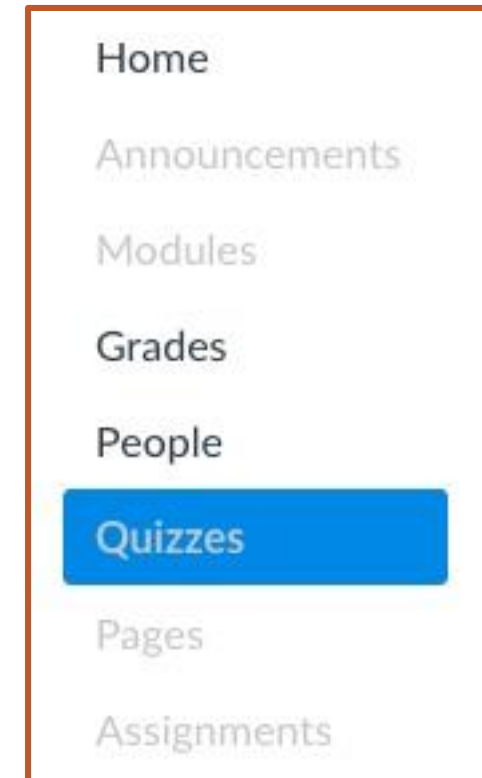 Home
Announcements
Modules
Grades
People
Quizzes
Pages
Assignments